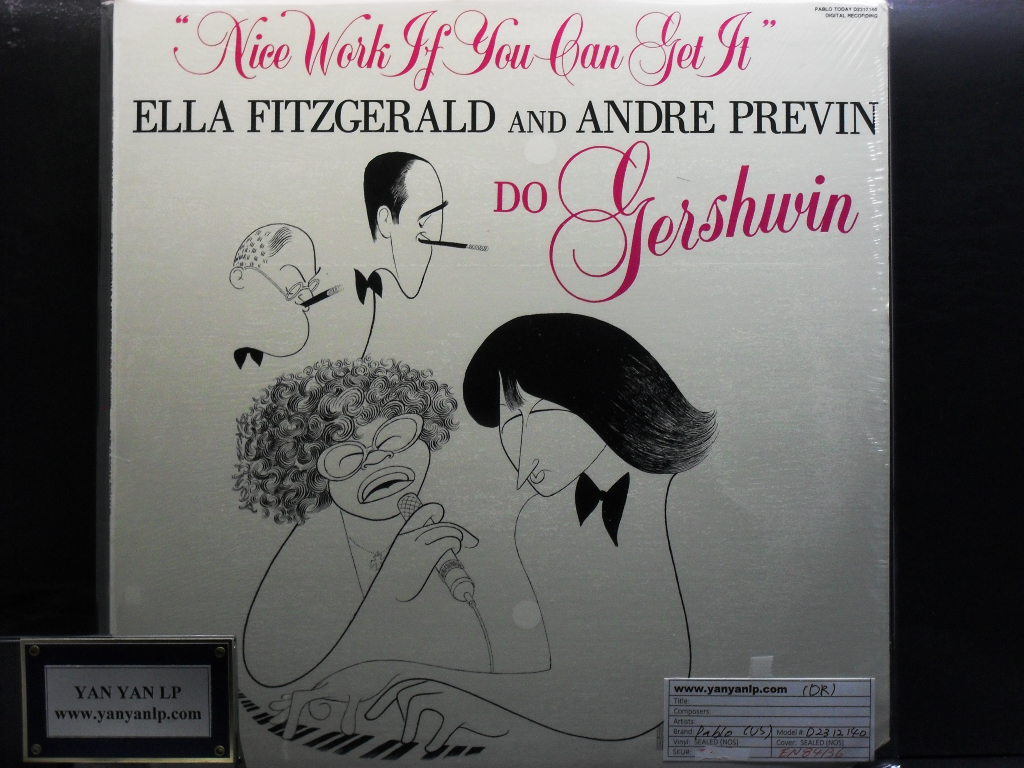 "Nice Work If You Can Get It"
PABLO TODAY D2312140
DIGITAL RECORDING
ELLA FITZGERALD AND ANDRE PREVIN
DO Gershwin
YAN YAN LP
www.yanyanlp.com
www.yanyanlp.com (DR)
Title:
Composers:
Artists:
Brand: Pablo (US) Model #: D2312140
Vinyl: SEALED (NOS) Cover: SEALED (NOS)
SKU: